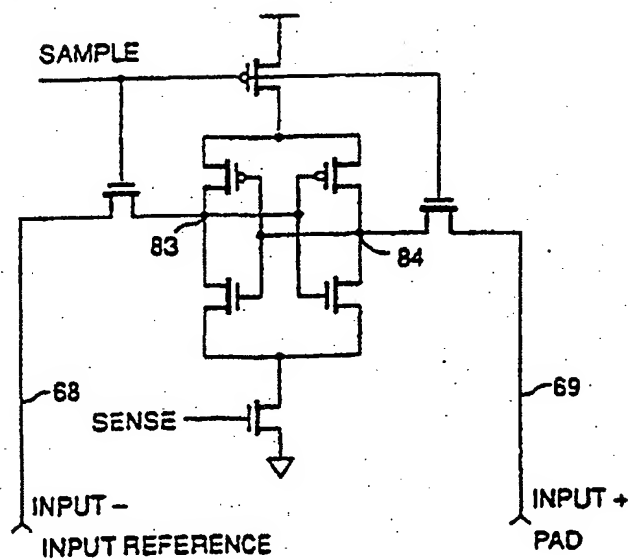 SAMPLE
83
84
68
69
SENSE
INPUT –
INPUT REFERENCE
INPUT +
PAD